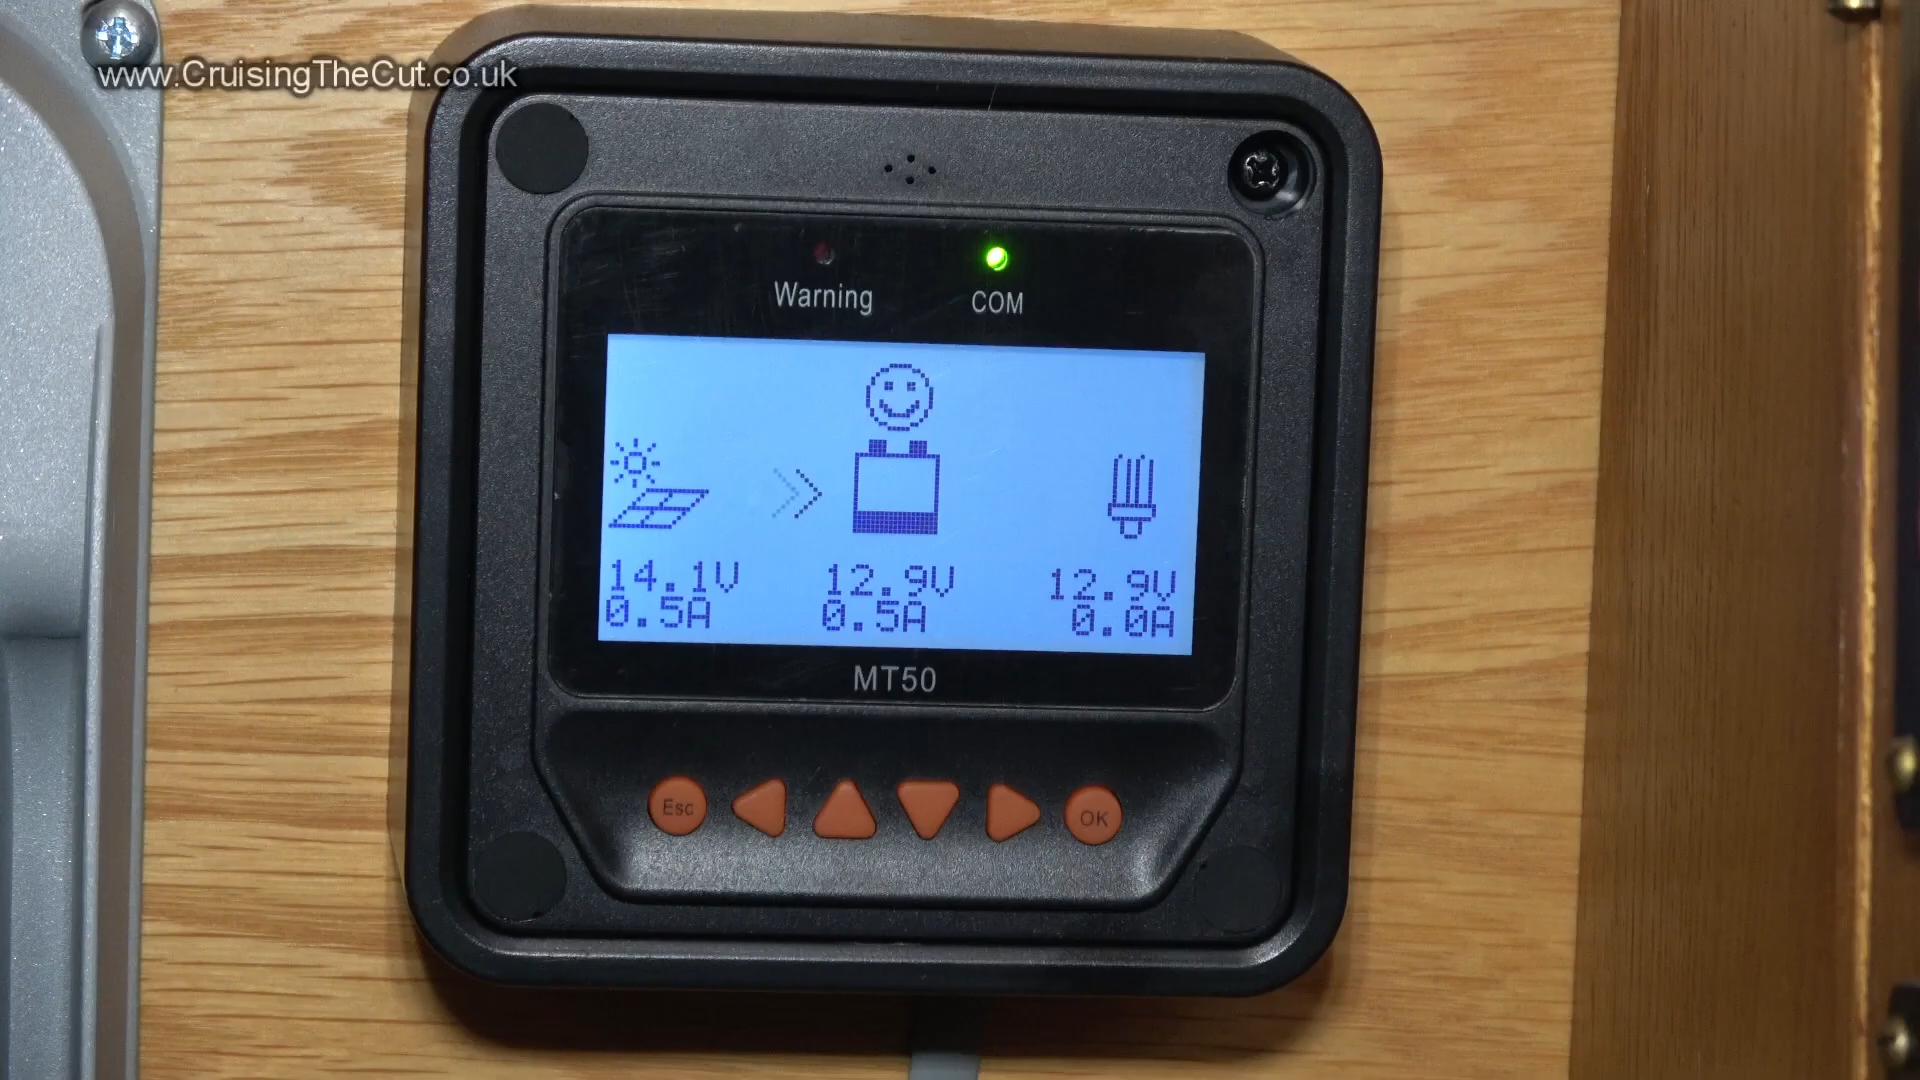 www.CruisingTheCut.co.uk
Warning COM
14.1V 12.9V 12.9V
0.5A 0.5A 0.0A
MT50
Esc OK